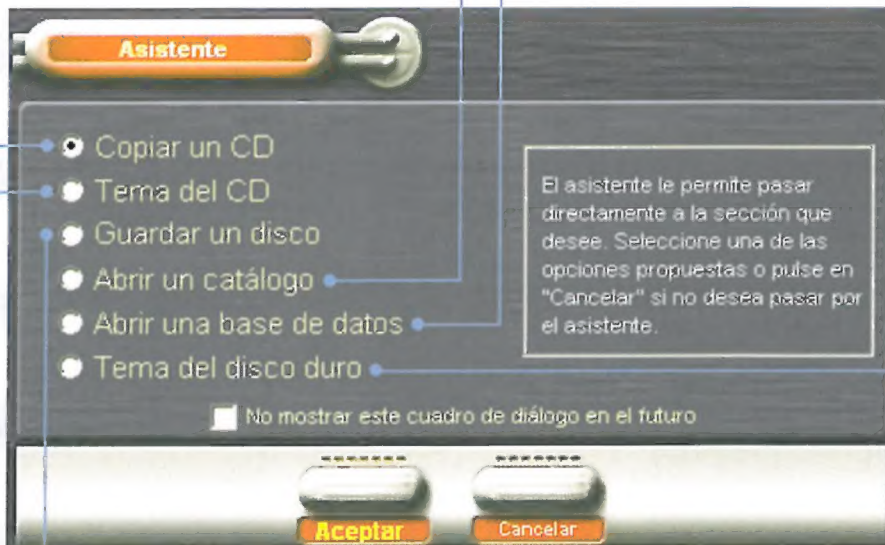 Asistente
Copiar un CD
Tema del CD
Guardar un disco
Abrir un catálogo
Abrir una base de datos
Tema del disco duro
El asistente le permite pasar
directamente a la sección que
desee. Seleccione una de las
opciones propuestas o pulse en
"Cancelar" si no desea pasar por
el asistente.
No mostrar este cuadro de diálogo en el futuro
Aceptar
Cancelar